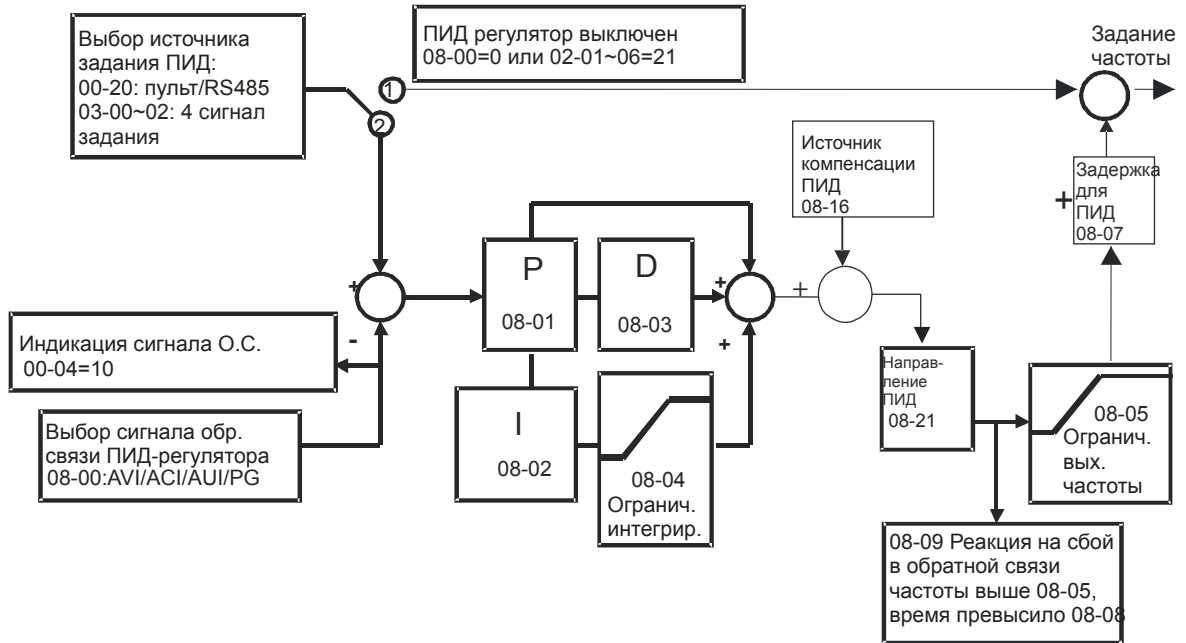 Выбор источника
задания ПИД:
00-20: пульт/RS485
03-00~02: 4 сигнал
задания
ПИД регулятор выключен
08-00=0 или 02-01~06=21
Задание
частоты
1
2
Источник
компенсации
ПИД
08-16
Задержка
для
ПИД
08-07
+
P
08-01
D
08-03
+
+
+
+
-
Индикация сигнала О.С.
00-04=10
Выбор сигнала обр.
связи ПИД-регулятора
08-00:AVI/ACI/AUI/PG
I
08-02
08-04
Огранич.
интегрир.
Направ-
ление
ПИД
08-21
08-05
Огранич.
вых.
частоты
08-09 Реакция на сбой
в обратной связи
частоты выше 08-05,
время превысило 08-08